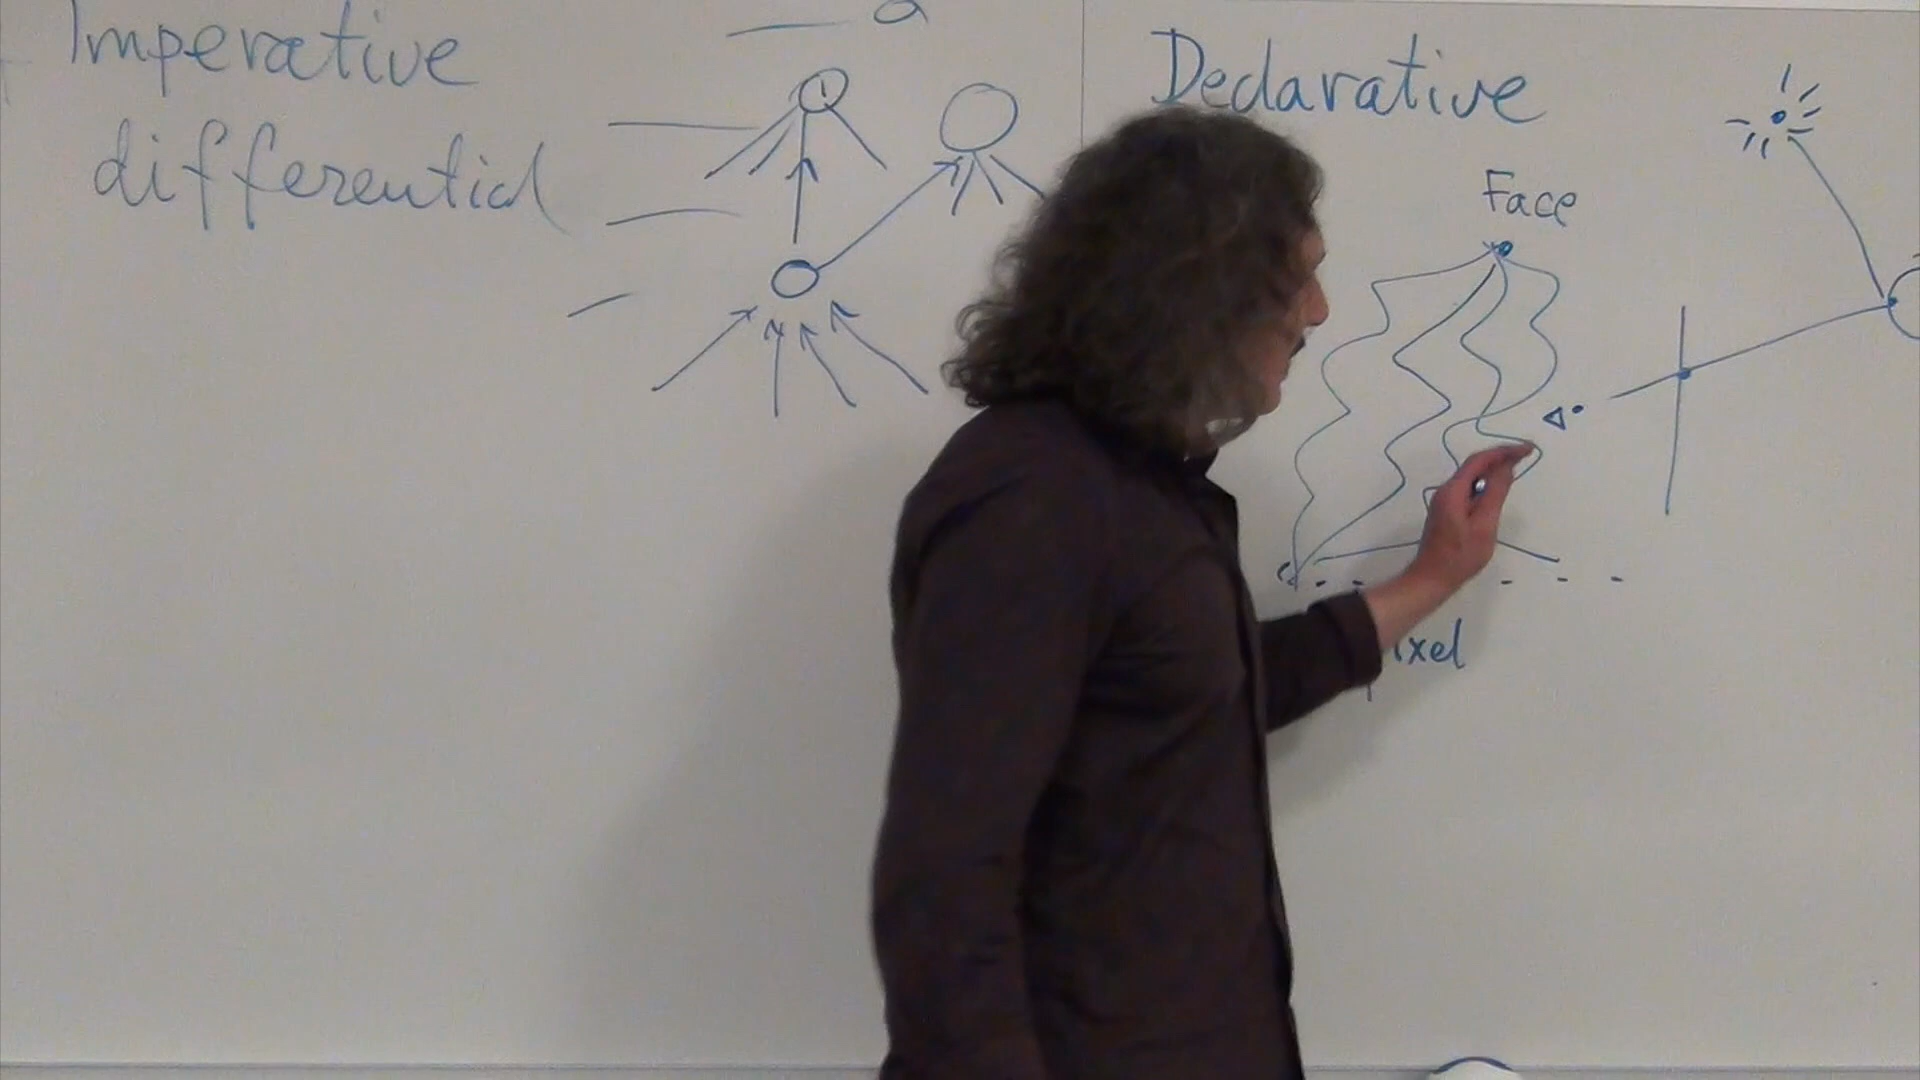 Imperative
differential
Declarative
Face
ixel